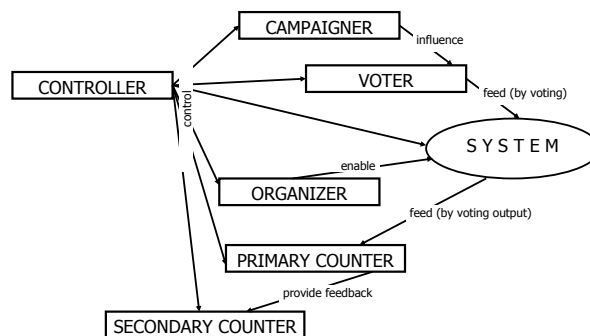 CAMPAIGNER
influence
CONTROLLER
VOTER
control
feed (by voting)
S Y S T E M
enable
ORGANIZER
feed (by voting output)
PRIMARY COUNTER
provide feedback
SECONDARY COUNTER